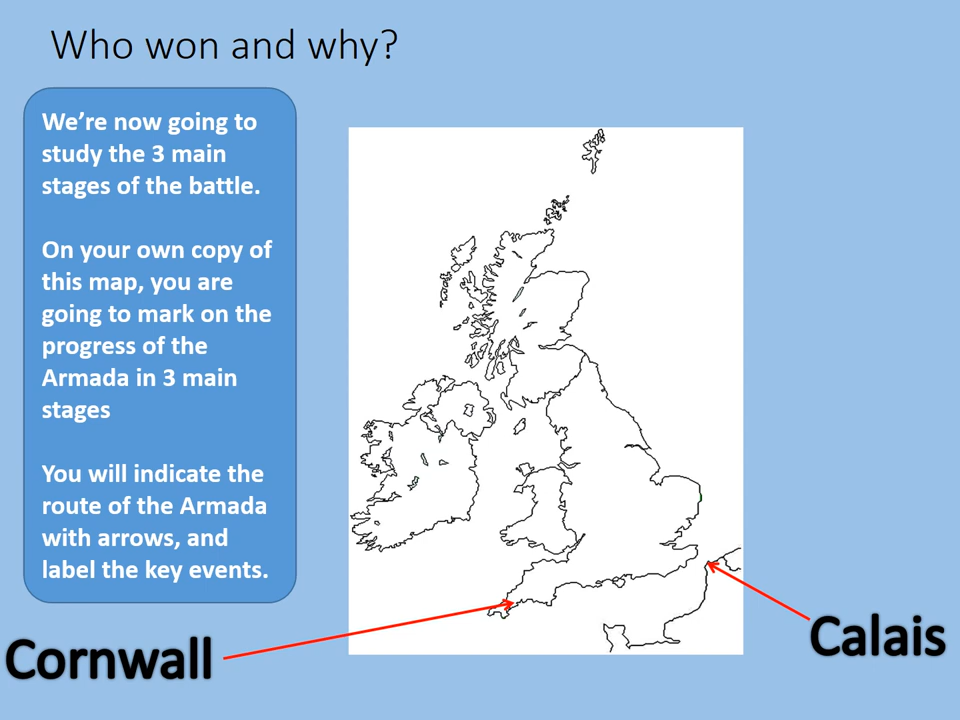 Who won and why?
We're now going to
study the 3 main
stages of the battle.
On your own copy of
this map, you are
going to mark on the
progress of the
Armada in 3 main
stages
You will indicate the
route of the Armada
with arrows, and
label the key events.
Cornwall
Calais